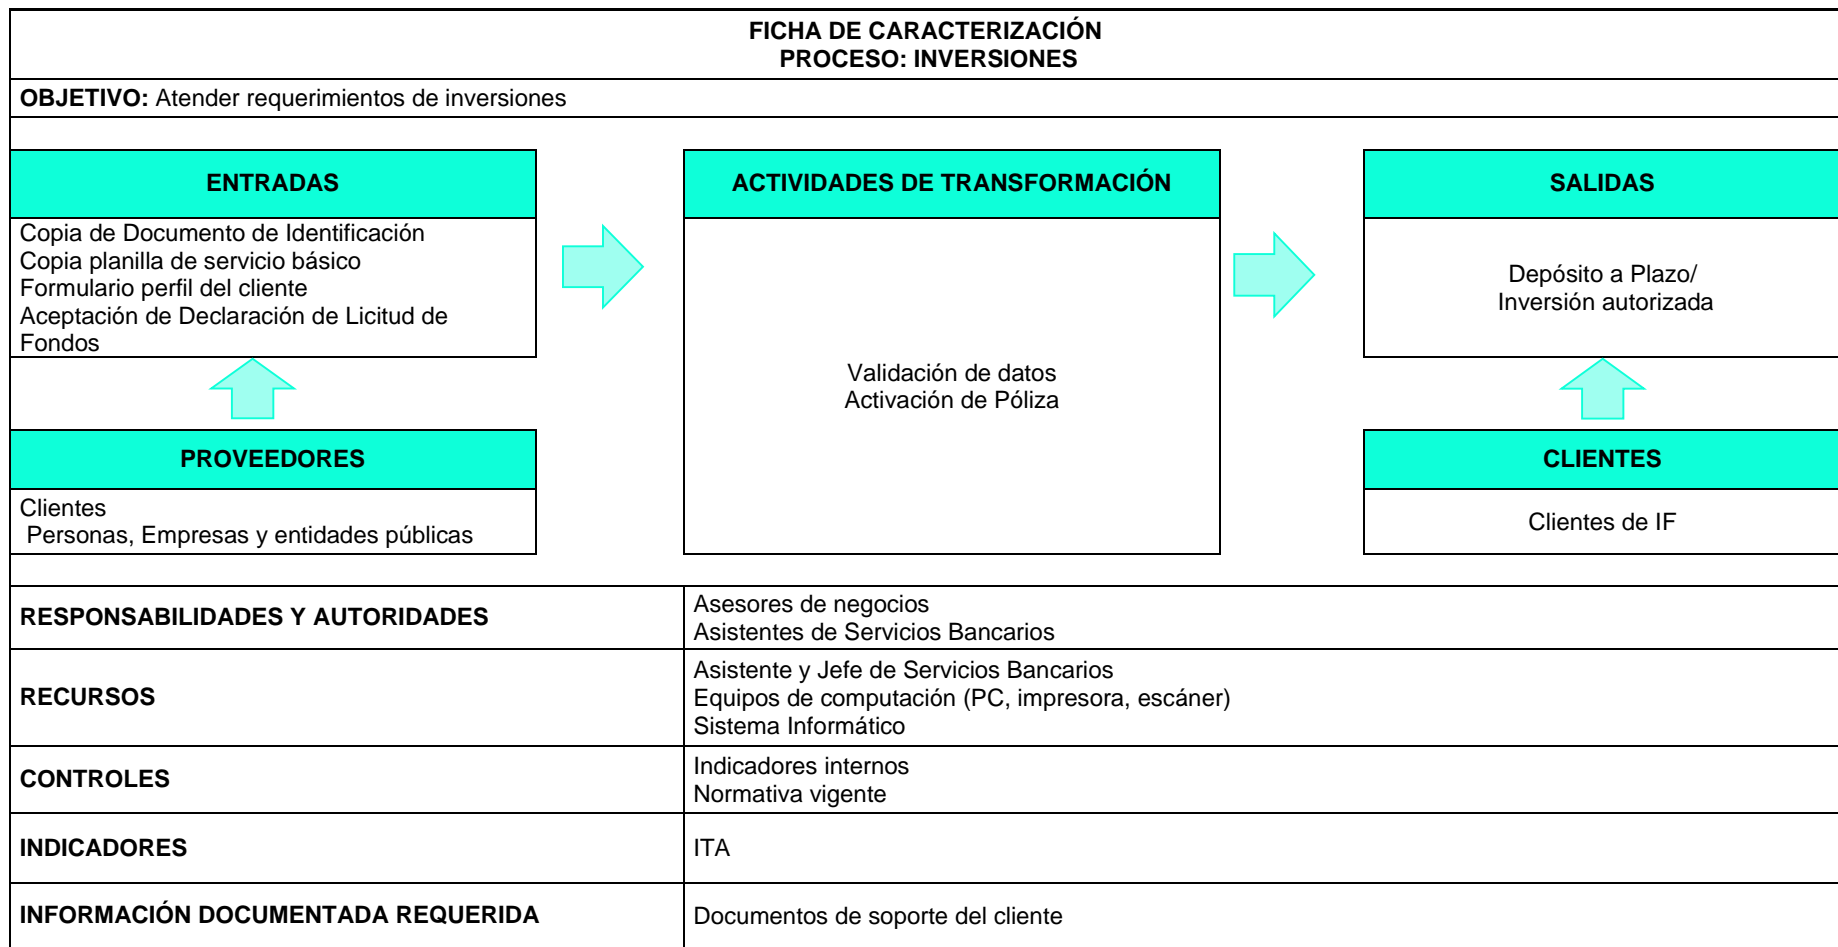 FICHA DE CARACTERIZACIÓN
PROCESO: INVERSIONES
OBJETIVO: Atender requerimientos de inversiones
ENTRADAS
Copia de Documento de Identificación
Copia planilla de servicio básico
Formulario perfil del cliente
Aceptación de Declaración de Licitud de
Fondos
PROVEEDORES
Clientes
Personas, Empresas y entidades públicas
ACTIVIDADES DE TRANSFORMACIÓN
Validación de datos
Activación de Póliza
SALIDAS
Depósito a Plazo/
Inversión autorizada
CLIENTES
Clientes de IF
RESPONSABILIDADES Y AUTORIDADES
Asesores de negocios
Asistentes de Servicios Bancarios
RECURSOS
Asistente y Jefe de Servicios Bancarios
Equipos de computación (PC, impresora, escáner)
Sistema Informático
CONTROLES
Indicadores internos
Normativa vigente
INDICADORES
ITA
INFORMACIÓN DOCUMENTADA REQUERIDA
Documentos de soporte del cliente